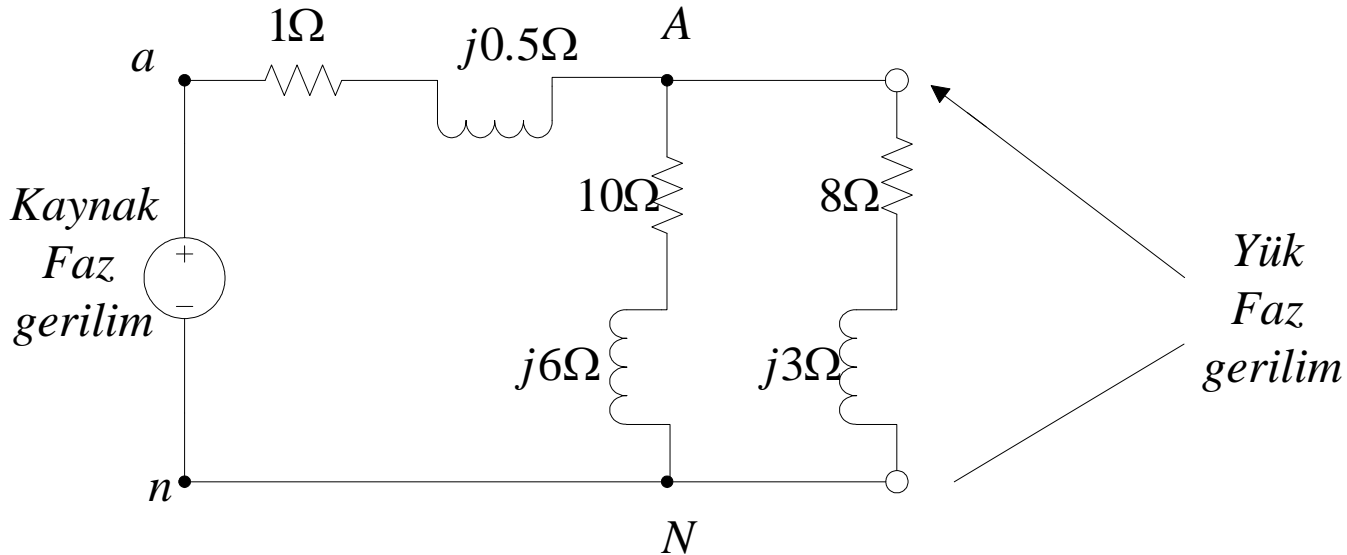 1Ω
j0.5Ω
A
a
10Ω
8Ω
Kaynak
Faz
gerilim
+
−
Yük
Faz
gerilim
j6Ω
j3Ω
n
N